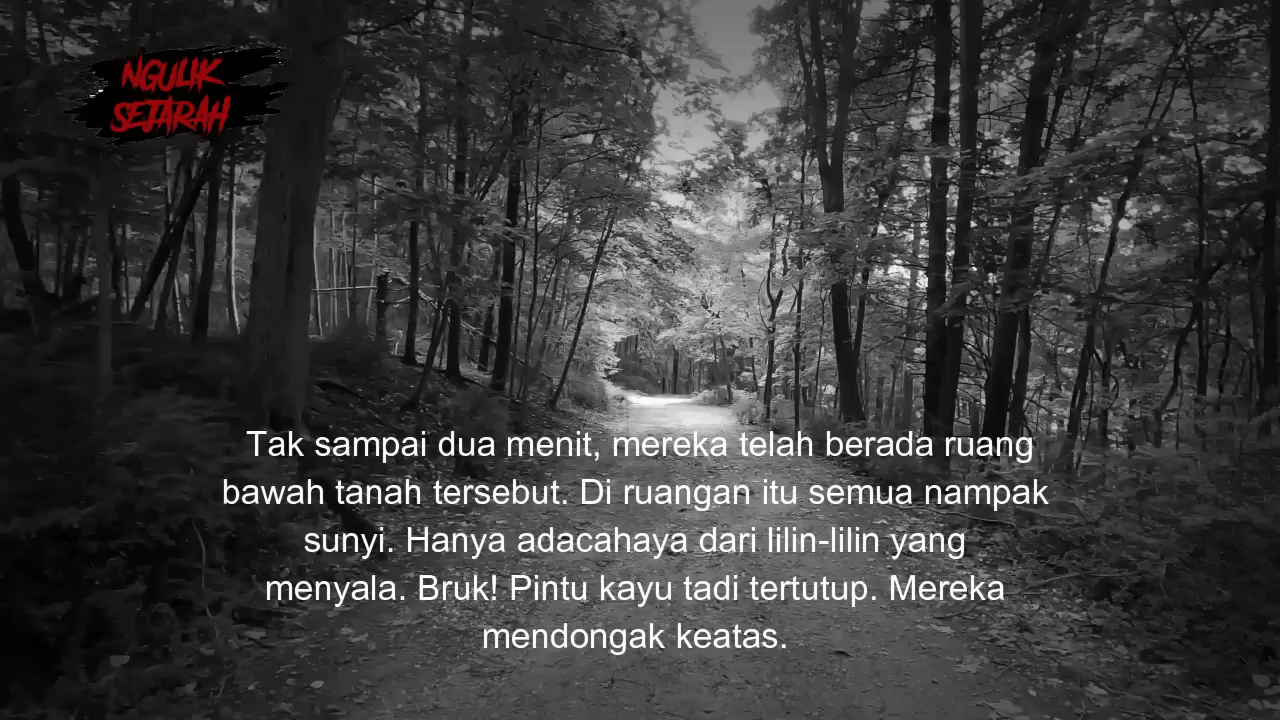 NGULIK
SEJARAH
Tak sampai dua menit, mereka telah berada ruang
bawah tanah tersebut. Di ruangan itu semua nampak
sunyi. Hanya adacahaya dari lilin-lilin yang
menyala. Bruk! Pintu kayu tadi tertutup. Mereka
mendongak keatas.